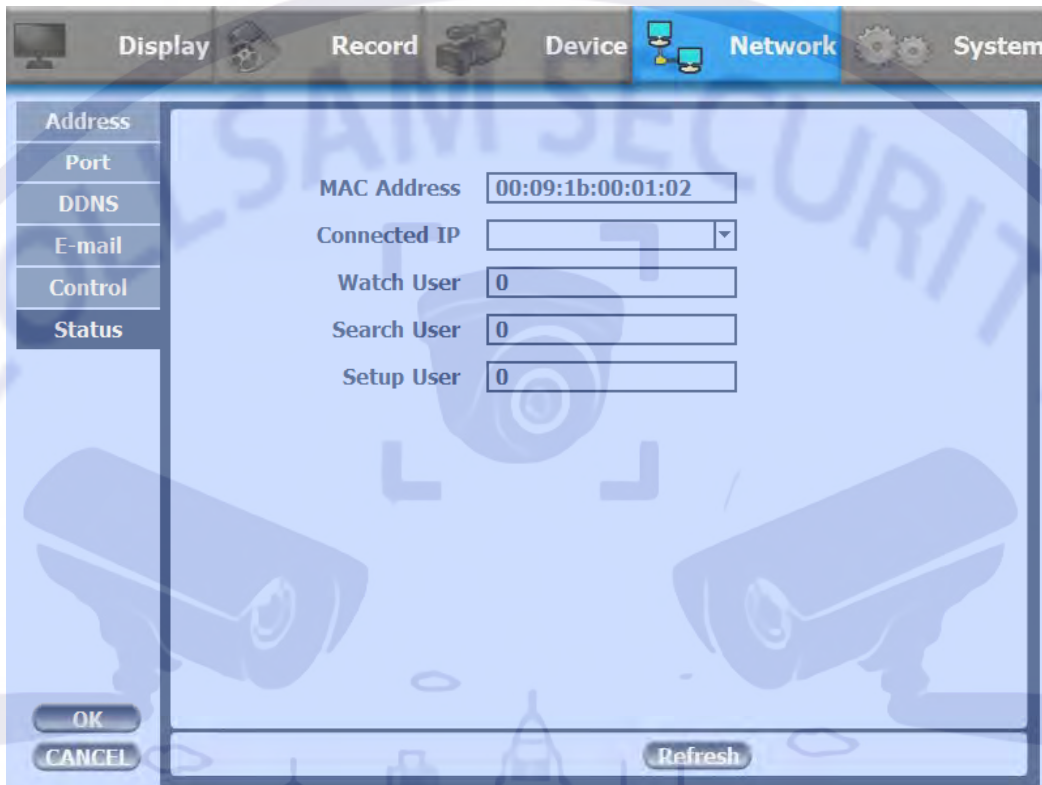 Display Record Device Network System
Address
Port
DDNS
E-mail
Control
Status
MAC Address 00:09:1b:00:01:02
Connected IP
Watch User 0
Search User 0
Setup User 0
OK
CANCEL
Refresh